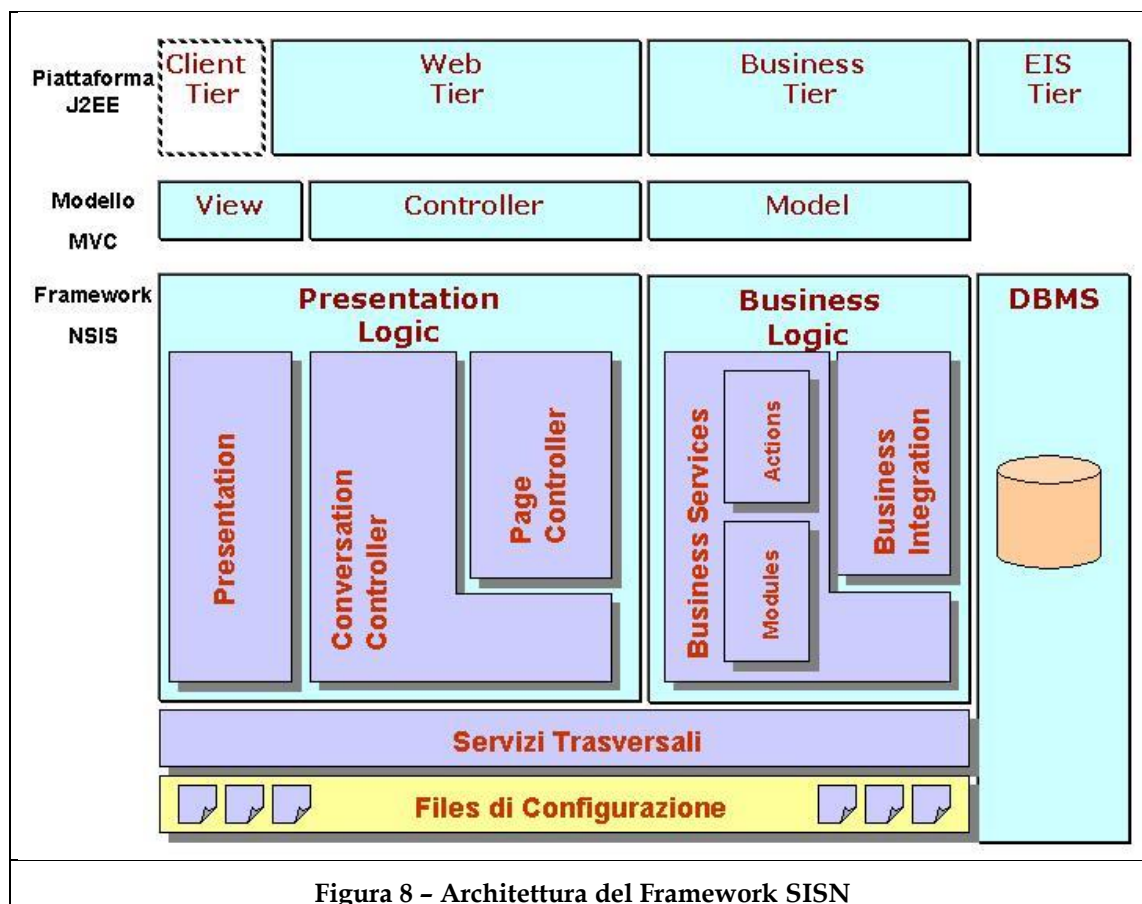 Piattaforma
J2EE
Client
Tier
Web
Tier
Business
Tier
EIS
Tier
Modello
MVC
View
Controller
Model
Framework
NSIS
Presentation
Logic
Business
Logic
DBMS
Presentation
Conversation
Controller
Page
Controller
Business Services
Actions
Modules
Business
Integration
Servizi Trasversali
Files di Configurazione
Figura 8 – Architettura del Framework SISN